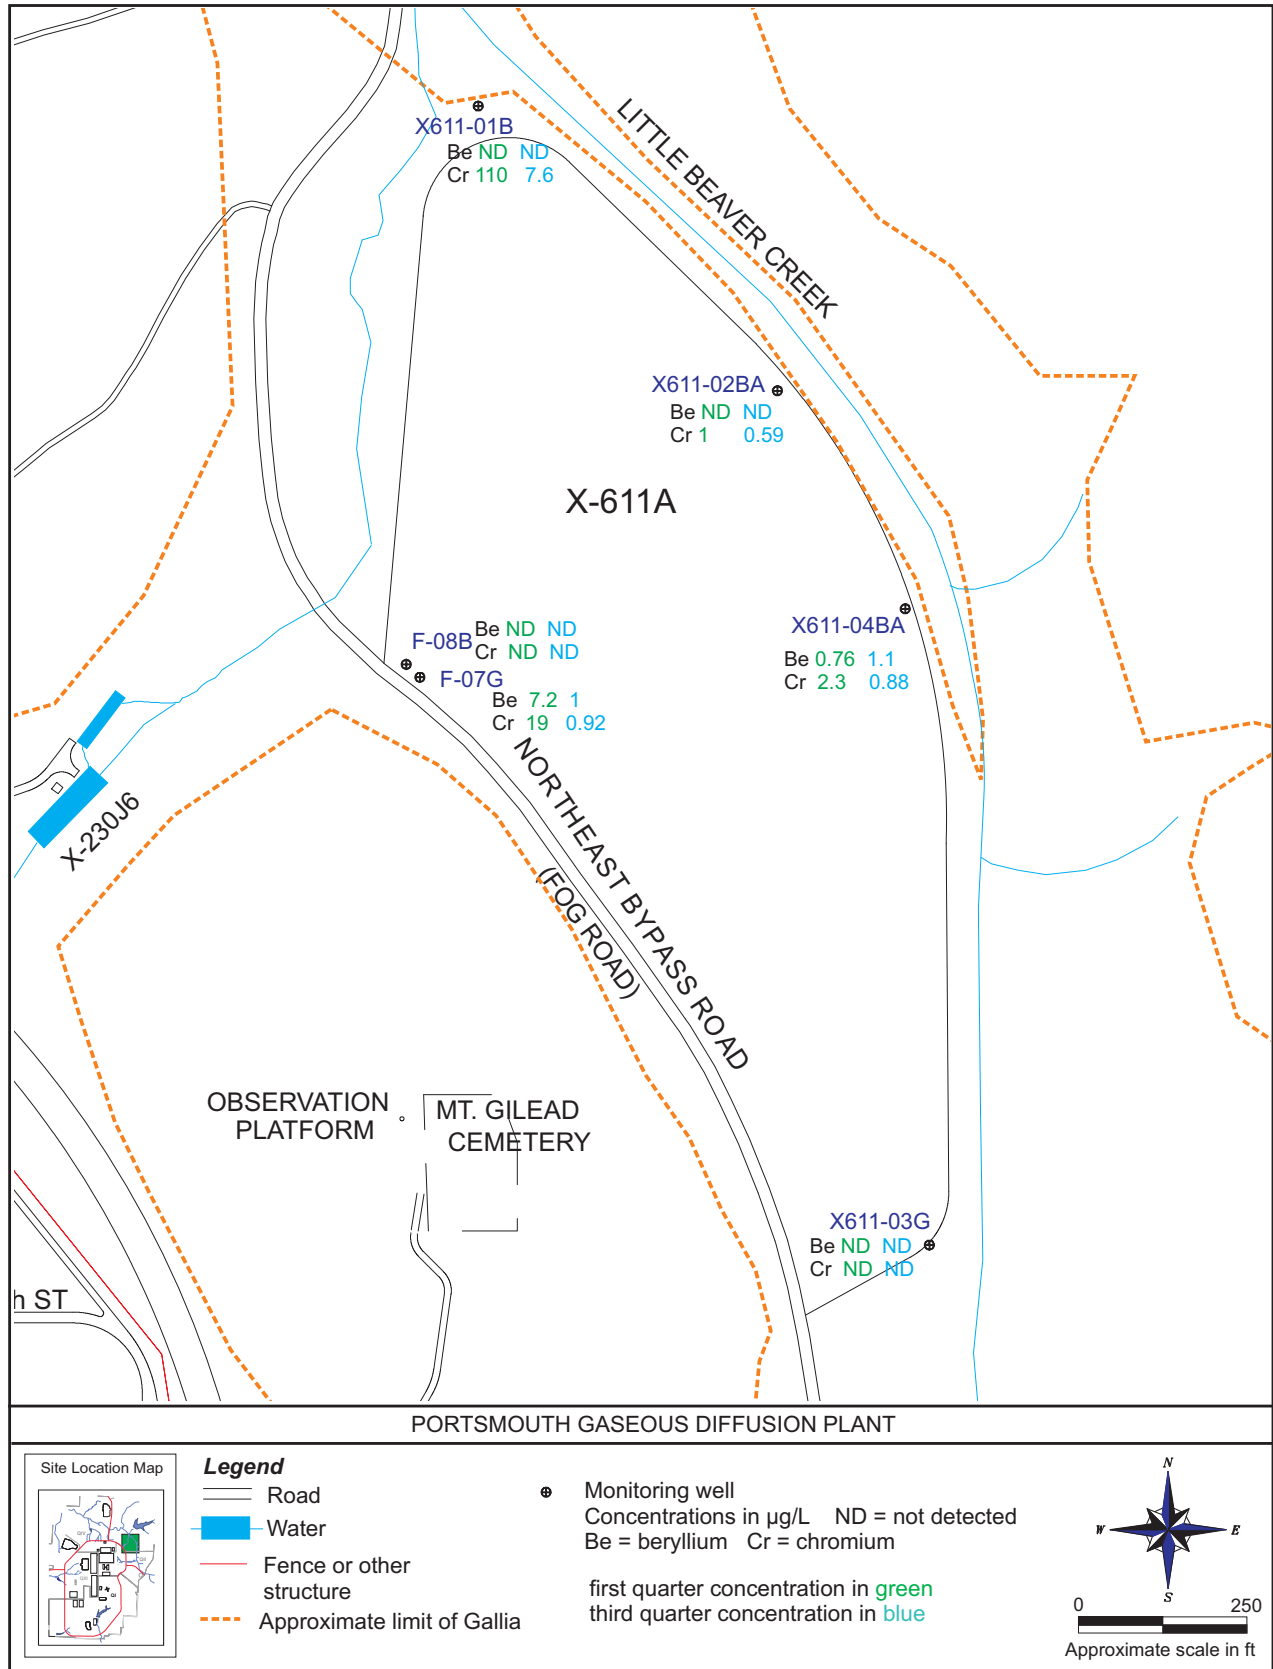 X611-01B
Be ND ND
Cr 110 7.6
LITTLE BEAVER CREEK
X611-02BA
Be ND ND
Cr 1 0.59
X-611A
X611-04BA
Be 0.76 1.1
Cr 2.3 0.88
F-08B
Be ND ND
Cr ND ND
F-07G
Be 7.2 1
Cr 19 0.92
X-230J6
NORTHEAST BYPASS ROAD
(FOG ROAD)
OBSERVATION
PLATFORM
MT. GILEAD
CEMETERY
X611-03G
Be ND ND
Cr ND ND
h ST
PORTSMOUTH GASEOUS DIFFUSION PLANT
Site Location Map
Legend
Road
Water
Fence or other
structure
Approximate limit of Gallia
Monitoring well
Concentrations in µg/L ND = not detected
Be = beryllium Cr = chromium
first quarter concentration in green
third quarter concentration in blue
N
W E
S
0 250
Approximate scale in ft